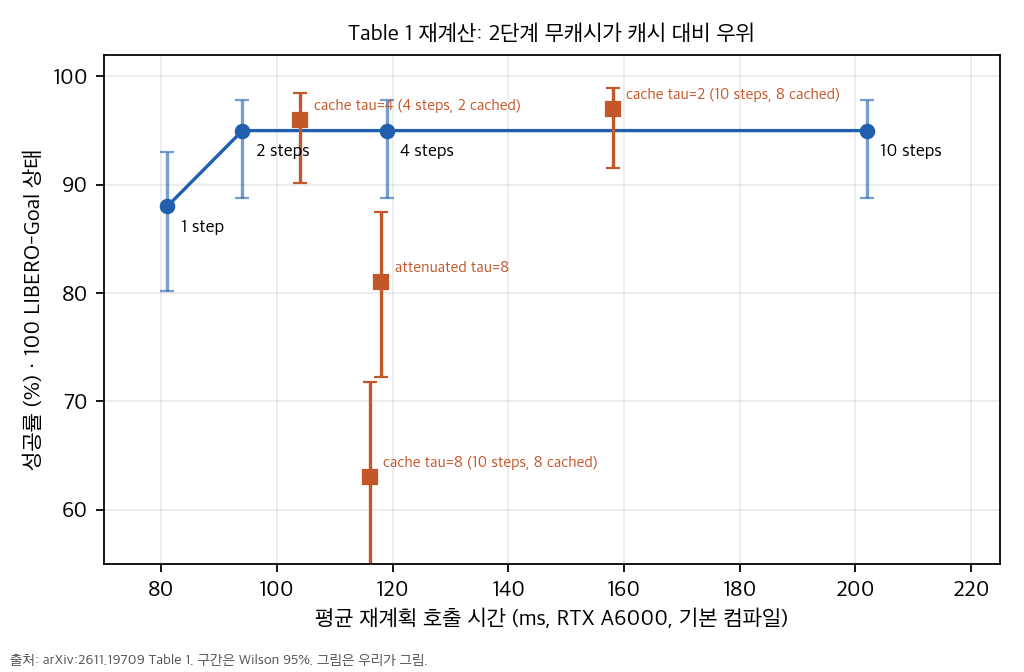 Table 1 재계산: 2단계 무캐시가 캐시 대비 우위
성공률 (%) · 100 LIBERO-Goal 상태
100
90
80
70
60
cache tau=4 (4 steps, 2 cached)
cache tau=2 (10 steps, 8 cached)
2 steps
4 steps
10 steps
1 step
attenuated tau=8
cache tau=8 (10 steps, 8 cached)
80
100
120
140
160
180
200
220
평균 재계획 호출 시간 (ms, RTX A6000, 기본 컴파일)
출처: arXiv:2611.19709 Table 1. 구간은 Wilson 95%. 그림은 우리가 그림.